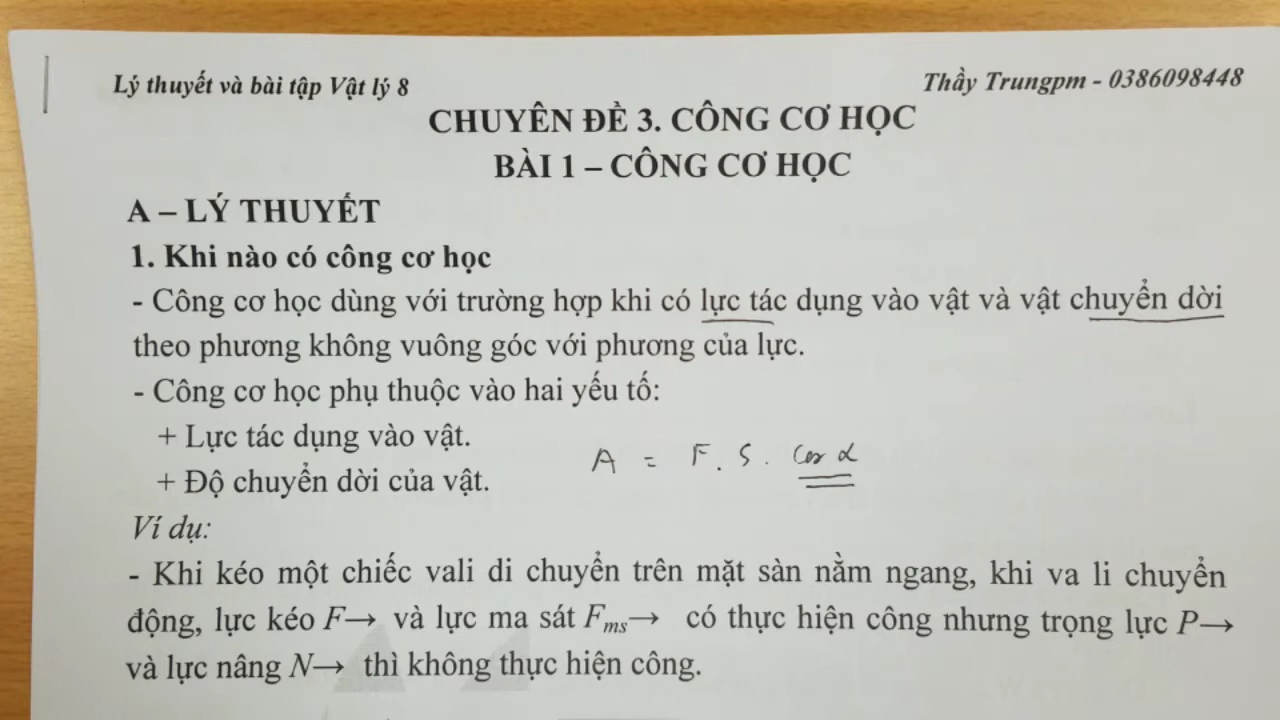 Lý thuyết và bài tập Vật lý 8
Thầy Trungpm - 0386098448
CHUYÊN ĐỀ 3. CÔNG CƠ HỌC
BÀI 1 – CÔNG CƠ HỌC
A – LÝ THUYẾT
1. Khi nào có công cơ học
- Công cơ học dùng với trường hợp khi có lực tác dụng vào vật và vật chuyển dời
theo phương không vuông góc với phương của lực.
- Công cơ học phụ thuộc vào hai yếu tố:
+ Lực tác dụng vào vật.
A = F. S. cos α
+ Độ chuyển dời của vật.
Ví dụ:
- Khi kéo một chiếc vali di chuyển trên mặt sàn nằm ngang, khi va li chuyển
động, lực kéo F→ và lực ma sát Fms→ có thực hiện công nhưng trọng lực P→
và lực nâng N→ thì không thực hiện công.